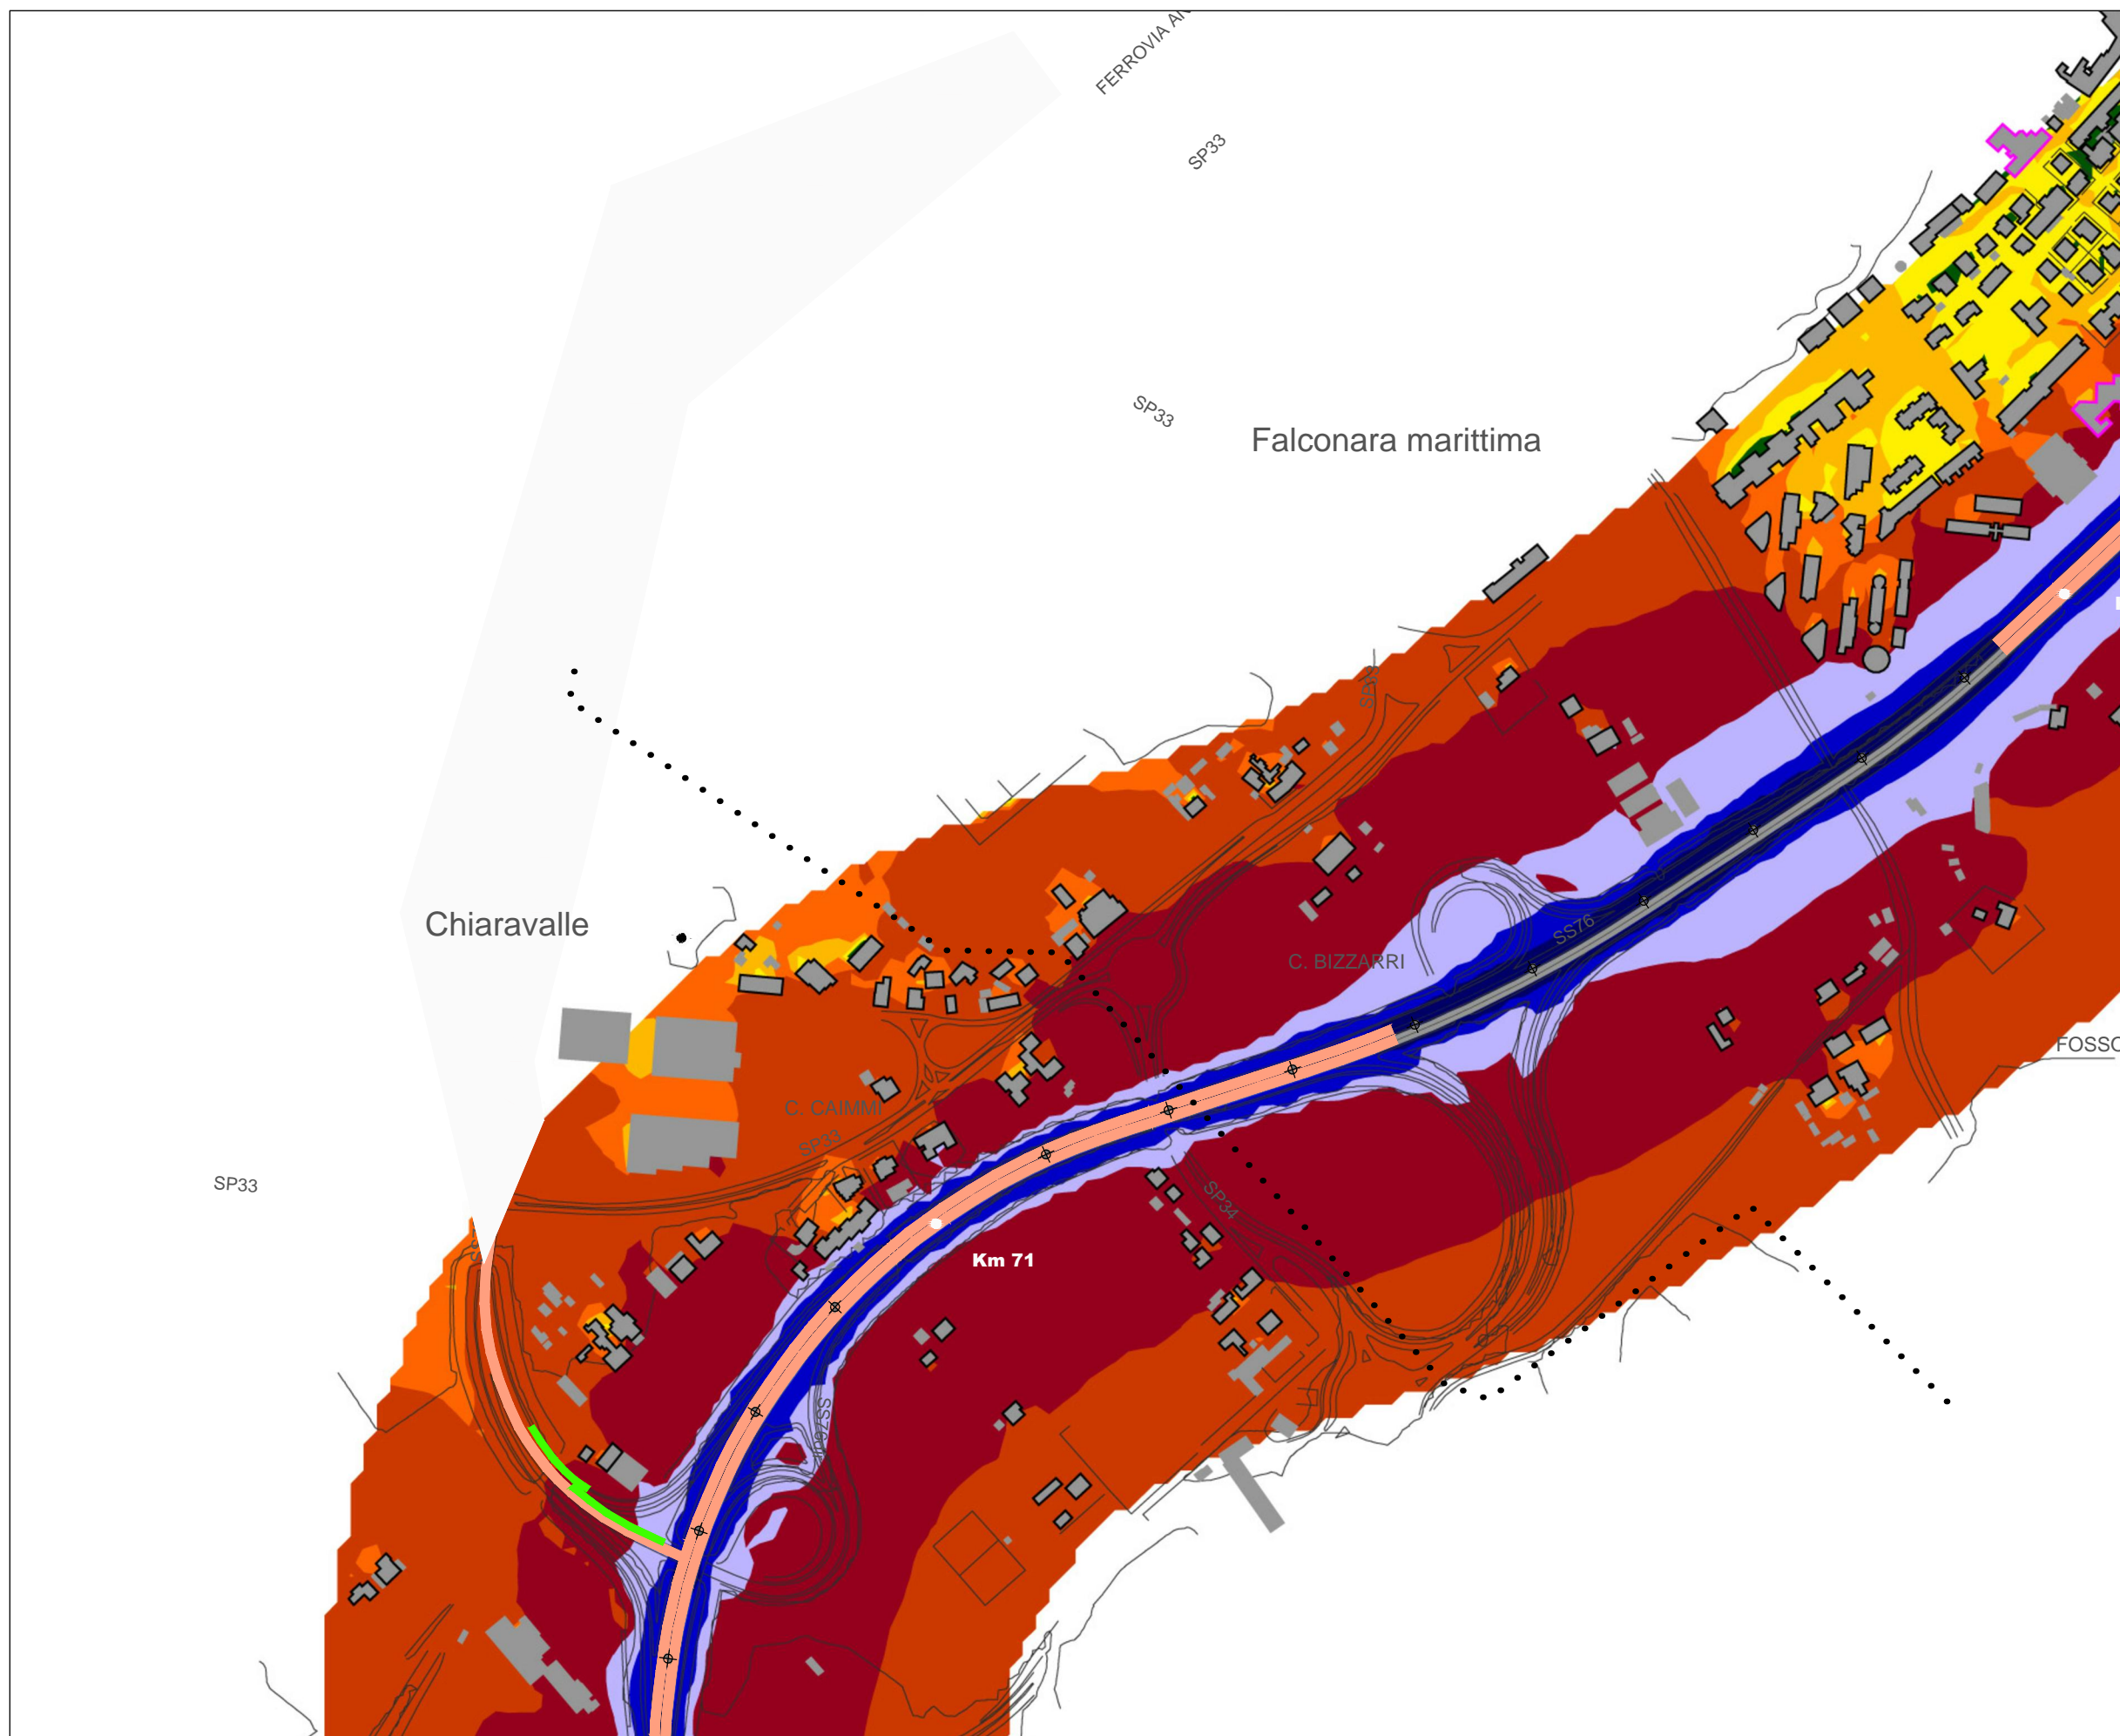 FERROVIA AN
SP33
SP33
Falconara marittima
SP33
Chiaravalle
SS76
C. BIZZARRI
FOSSO
C. CAIMMI
SP33
SP33
SP34
Km 71